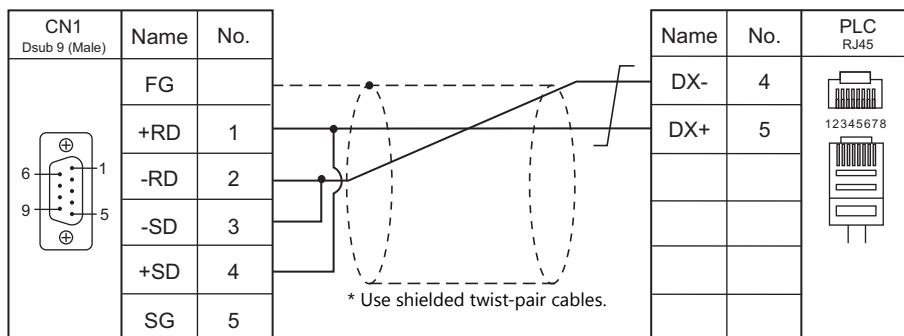 CN1
Dsub 9 (Male)
Name No.
Name No.
PLC
RJ45
FG
DX- 4
+RD 1
DX+ 5
12345678
-RD 2
6 1
9 5
-SD 3
+SD 4
* Use shielded twist-pair cables.
SG 5